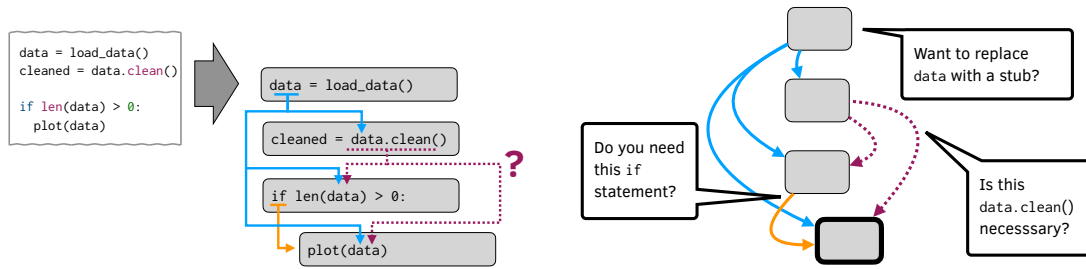 data = load_data()
cleaned = data.clean()
if len(data) > 0:
plot(data)
data = load_data()
cleaned = data.clean()
?
if len(data) > 0:
plot(data)
Want to replace
data with a stub?
Do you need
this if
statement?
Is this
data.clean()
necesssary?